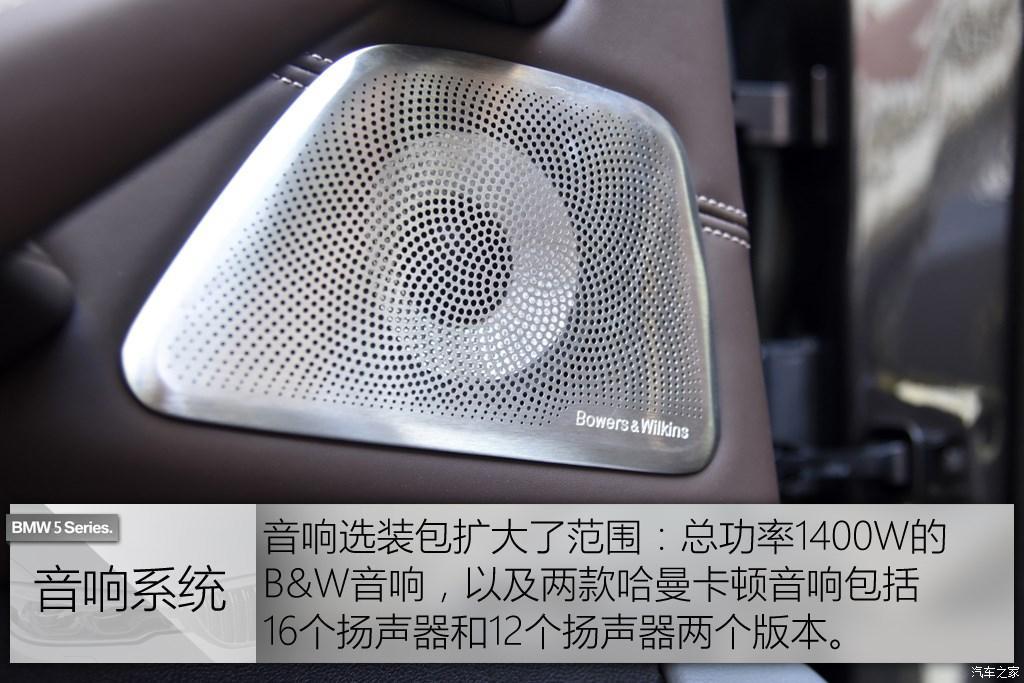 Bowers & Wilkins
BMW 5 Series.
音响系统
音响选装包扩大了范围：总功率1400W的
B&W音响，以及两款哈曼卡顿音响包括
16个扬声器和12个扬声器两个版本。
汽车之家